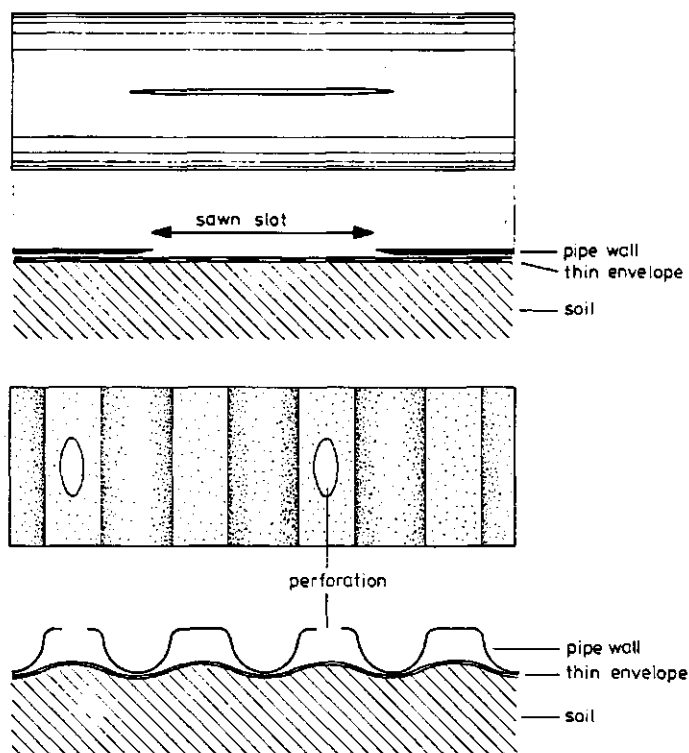 sawn slot
pipe wall
thin envelope
soil
perforation
pipe wall
thin envelope
soil